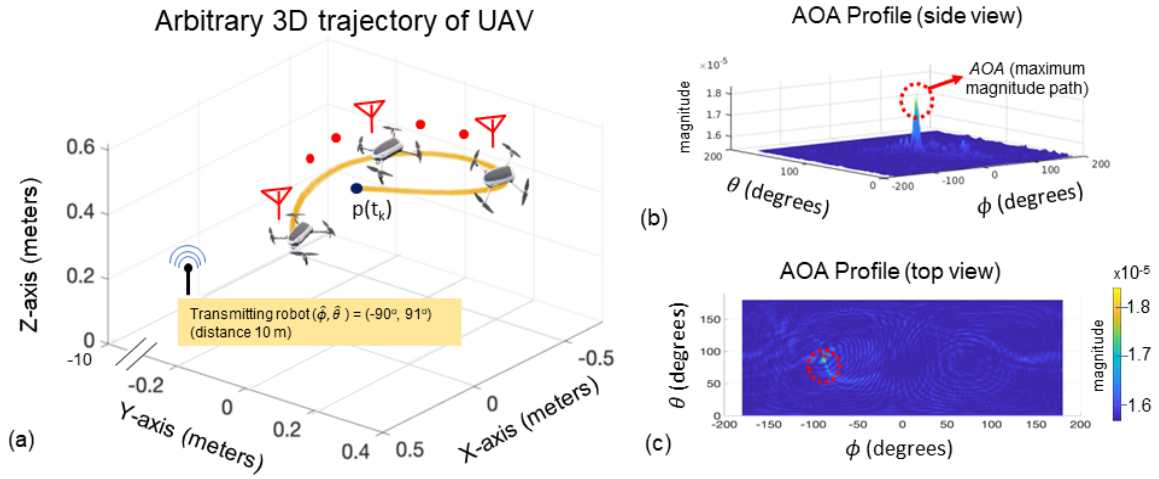 Arbitrary 3D trajectory of UAV
0.6
0.4
0.2
0
-10
Z-axis (meters)
p(tₖ)
Transmitting robot (φ̂, θ̂ ) = (-90°, 91°)
(distance 10 m)
-0.2
0
0.2
0.4
Y-axis (meters)
0.5
0
-0.5
X-axis (meters)
(a)
AOA Profile (side view)
×10⁻⁵
1.8
1.7
1.6
magnitude
AOA (maximum
magnitude path)
200
100
0
θ (degrees)
-200
-100
0
100
200
ϕ (degrees)
(b)
AOA Profile (top view)
150
100
50
0
θ (degrees)
-200
-150
-100
-50
0
50
100
150
200
ϕ (degrees)
×10⁻⁵
1.8
1.7
1.6
magnitude
(c)